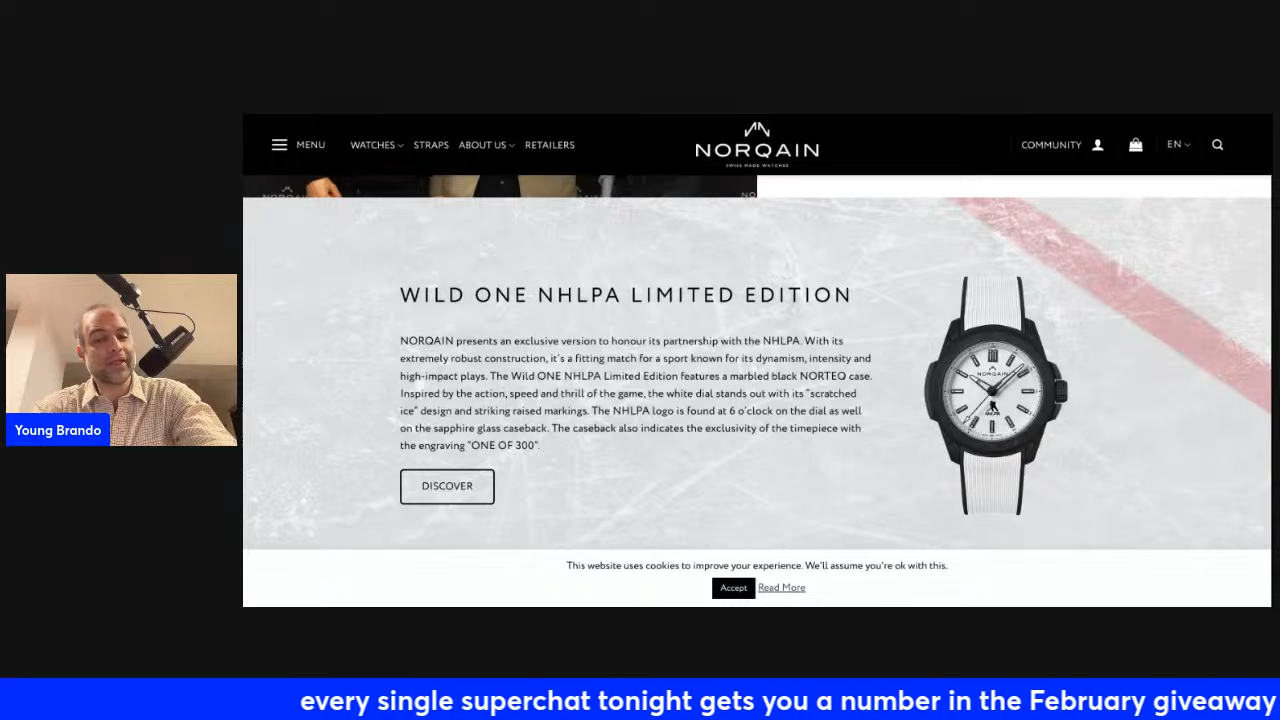 MENU
WATCHES
STRAPS
ABOUT US
RETAILERS
NORQAIN
SWISS MADE WATCHES
COMMUNITY
EN
NO
WILD ONE NHLPA LIMITED EDITION
NORQAIN presents an exclusive version to honour its partnership with the NHLPA. With its
extremely robust construction, it's a fitting match for a sport known for its dynamism, intensity and
high-impact plays. The Wild ONE NHLPA Limited Edition features a marbled black NORTEQ case.
Inspired by the action, speed and thrill of the game, the white dial stands out with its "scratched
ice" design and striking raised markings. The NHLPA logo is found at 6 o'clock on the dial as well
on the sapphire glass caseback. The caseback also indicates the exclusivity of the timepiece with
the engraving "ONE OF 300".
DISCOVER
NORQAIN
NHLPA
Young Brando
This website uses cookies to improve your experience. We'll assume you're ok with this.
Accept
Read More
every single superchat tonight gets you a number in the February giveaway